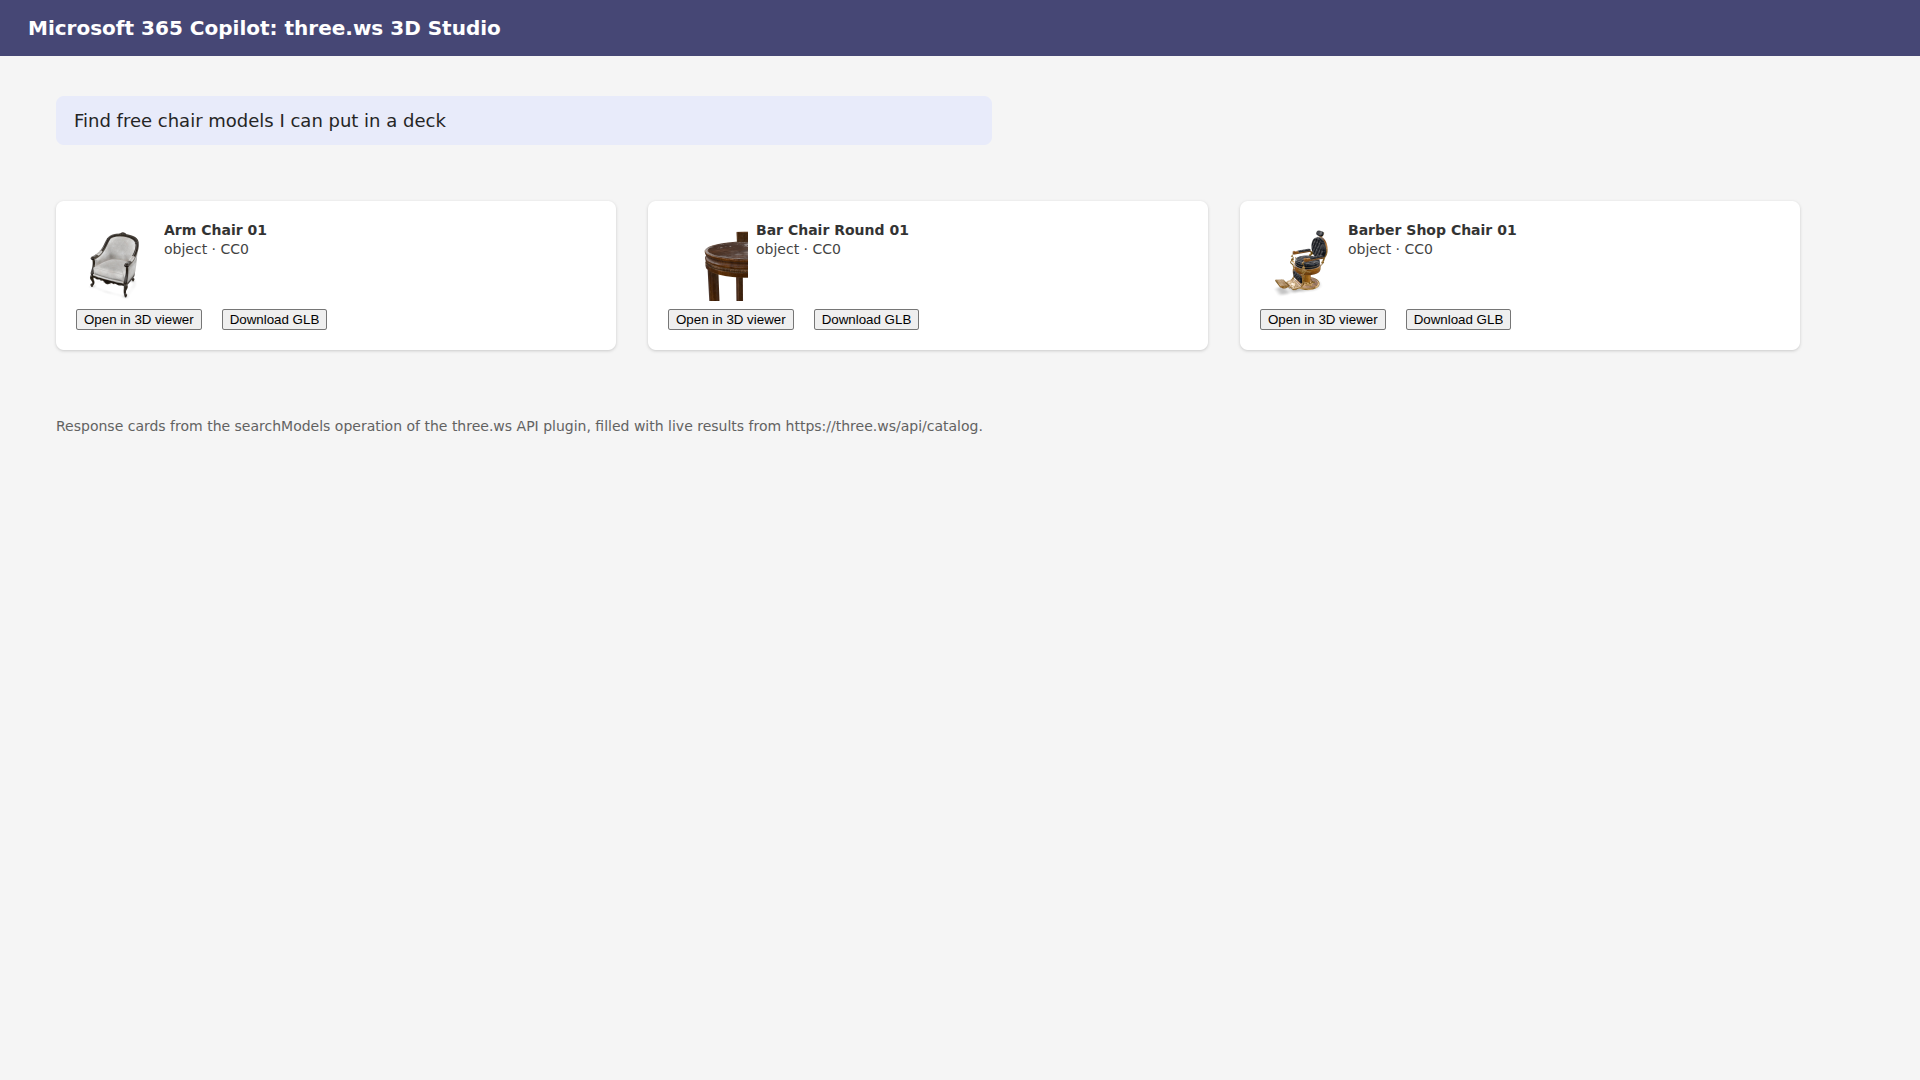 Microsoft 365 Copilot: three.ws 3D Studio
Find free chair models I can put in a deck
Arm Chair 01
object · CC0
Open in 3D viewer
Download GLB
Bar Chair Round 01
object · CC0
Open in 3D viewer
Download GLB
Barber Shop Chair 01
object · CC0
Open in 3D viewer
Download GLB
Response cards from the searchModels operation of the three.ws API plugin, filled with live results from https://three.ws/api/catalog.